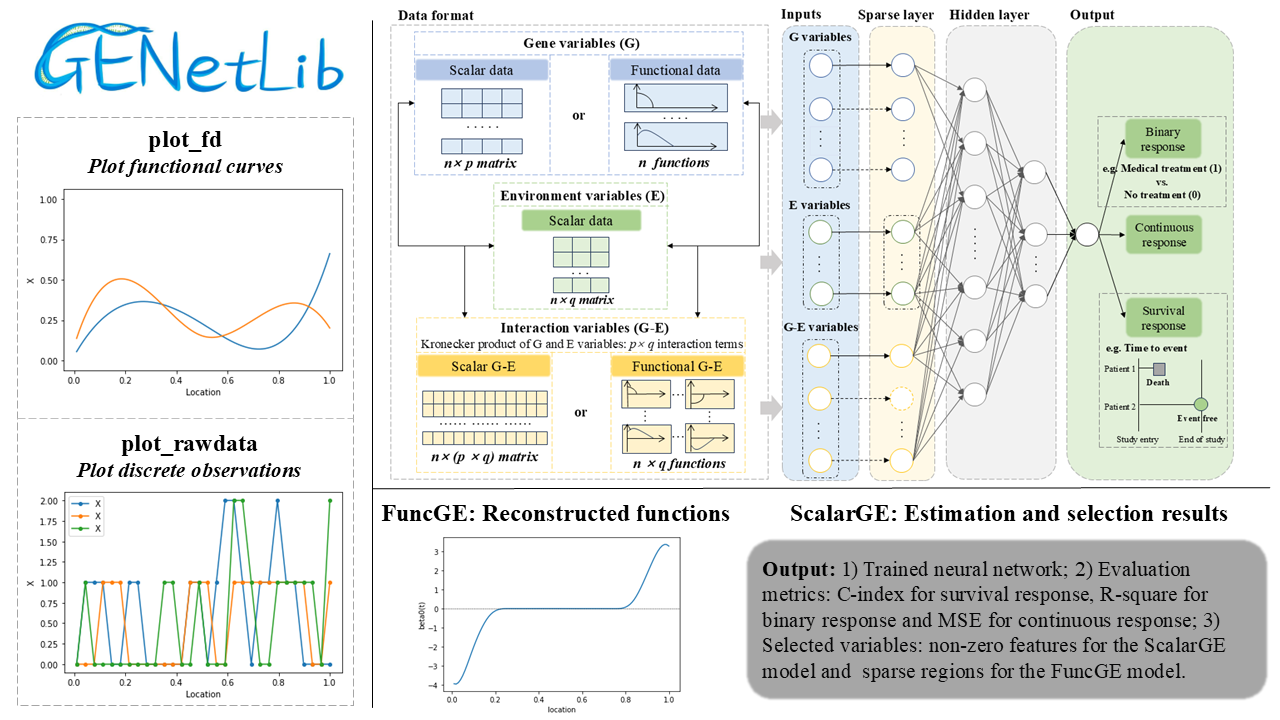 GENetLib
plot_fd
Plot functional curves
1.00
0.75
0.50
0.25
0.00
X
0.0 0.2 0.4 0.6 0.8 1.0
Location
plot_rawdata
Plot discrete observations
2.00
1.75
1.50
1.25
1.00
0.75
0.50
0.25
0.00
X
X
X
X
0.0 0.2 0.4 0.6 0.8 1.0
Location
Data format
Gene variables (G)
Scalar data
n× p matrix
or
Functional data
n functions
Environment variables (E)
Scalar data
n× q matrix
Interaction variables (G-E)
Kronecker product of G and E variables: p× q interaction terms
Scalar G-E
n× (p × q) matrix
or
Functional G-E
n × q functions
Inputs
Sparse layer
Hidden layer
Output
G variables
E variables
G-E variables
Binary
response
e.g. Medical treatment (1)
vs.
No treatment (0)
Continuous
response
Survival
response
e.g. Time to event
Patient 1
Death
Patient 2
Event free
Study entry
End of study
FuncGE: Reconstructed functions
3
2
1
0
−1
−2
−3
−4
beta0(t)
0.0 0.2 0.4 0.6 0.8 1.0
location
ScalarGE: Estimation and selection results
Output: 1) Trained neural network; 2) Evaluation
metrics: C-index for survival response, R-square for
binary response and MSE for continuous response; 3)
Selected variables: non-zero features for the ScalarGE
model and sparse regions for the FuncGE model.